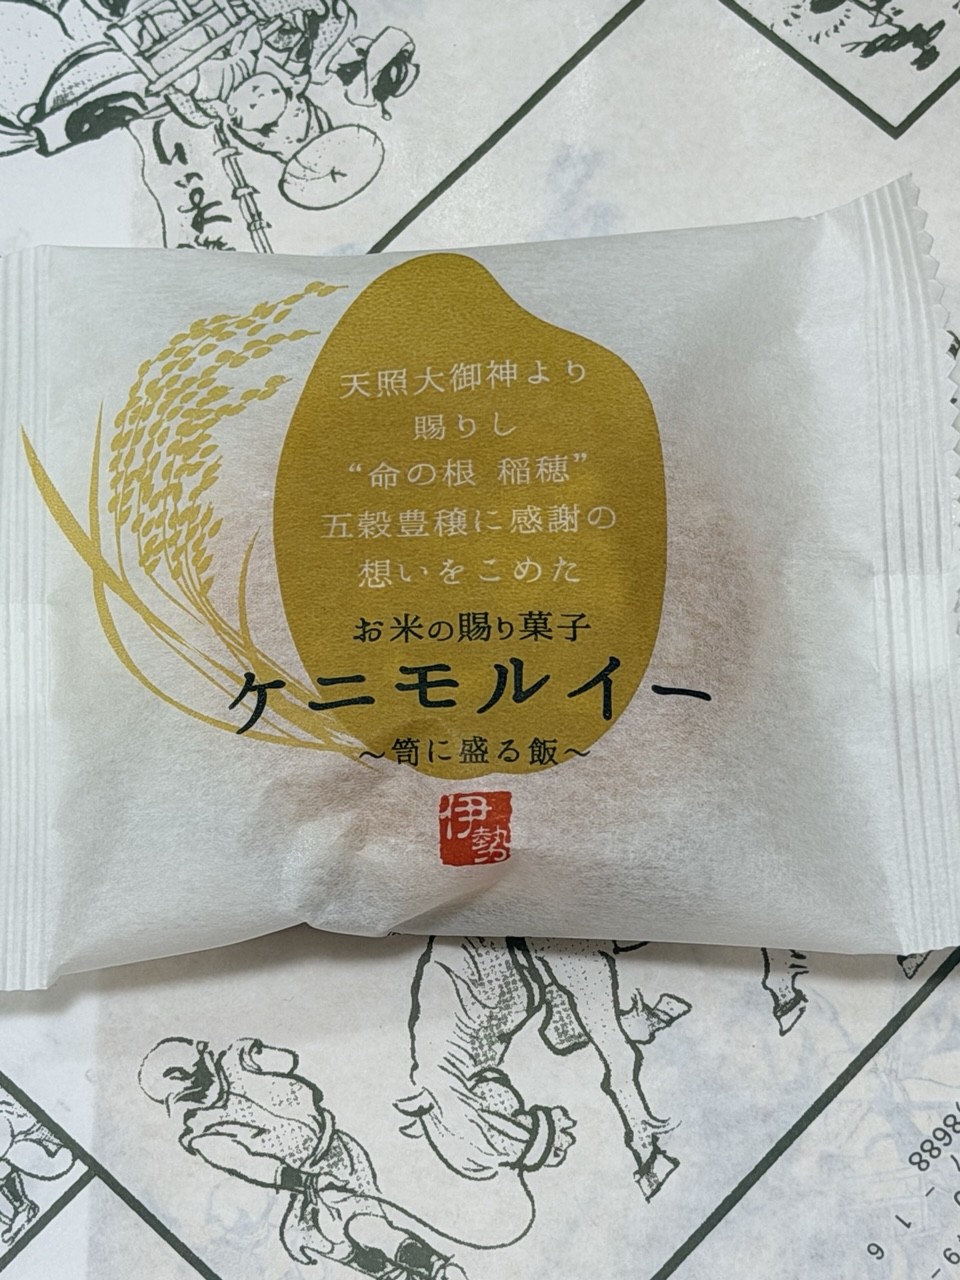 天照大御神より
賜りし
“命の根 稲穂”
五穀豊穣に感謝の
想いをこめた
お米の賜り菓子
ケニモルイー
～笥に盛る飯～
伊勢